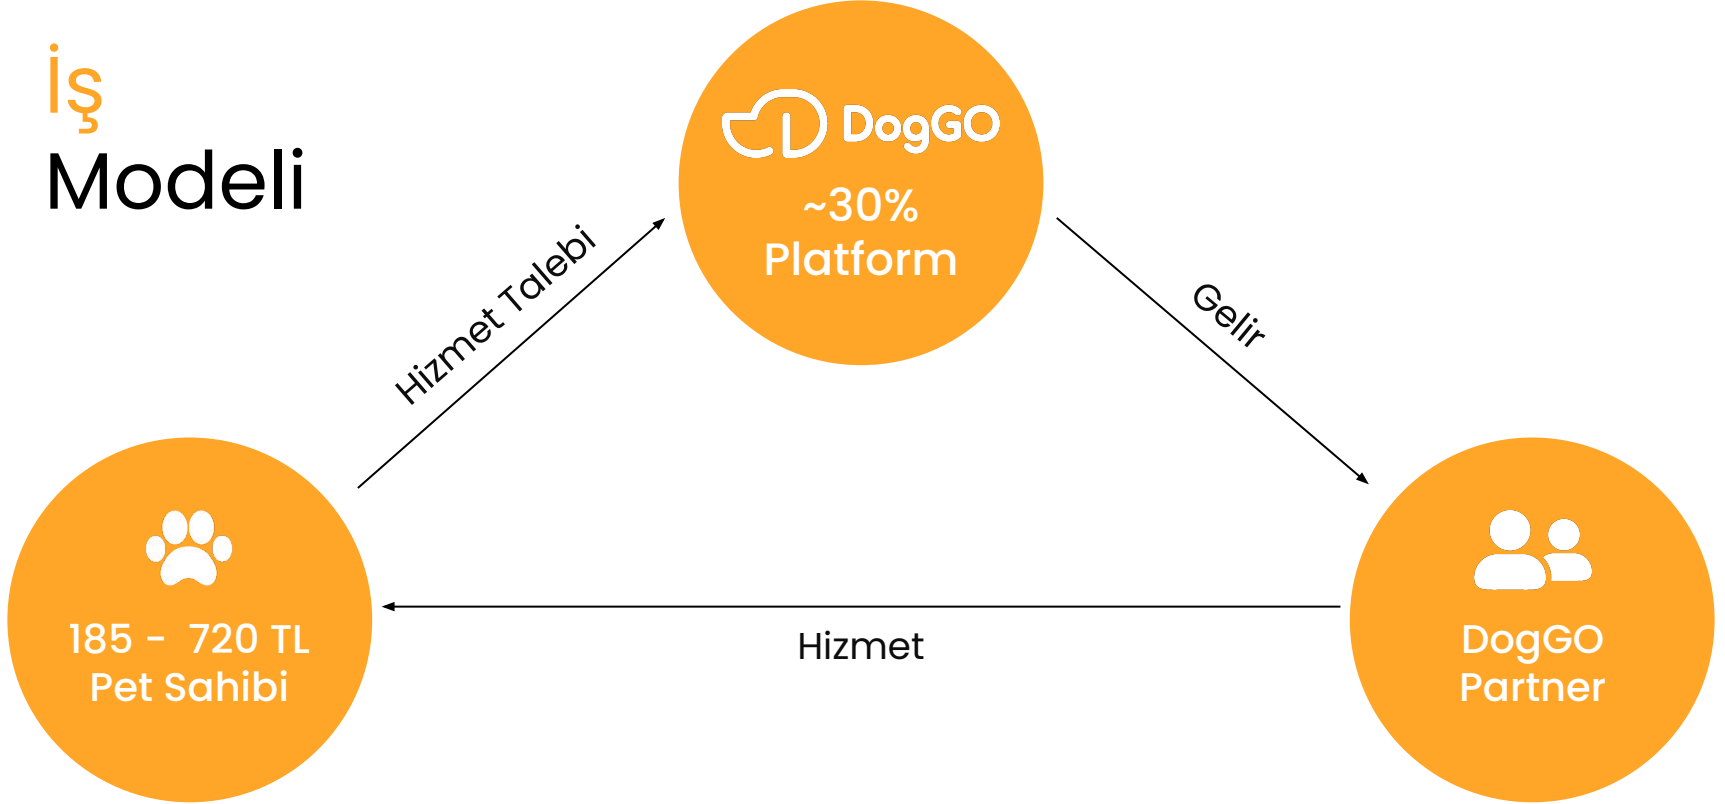 İş
Modeli
DogGO
~30%
Platform
Hizmet Talebi
Gelir
185 - 720 TL
Pet Sahibi
Hizmet
DogGO
Partner